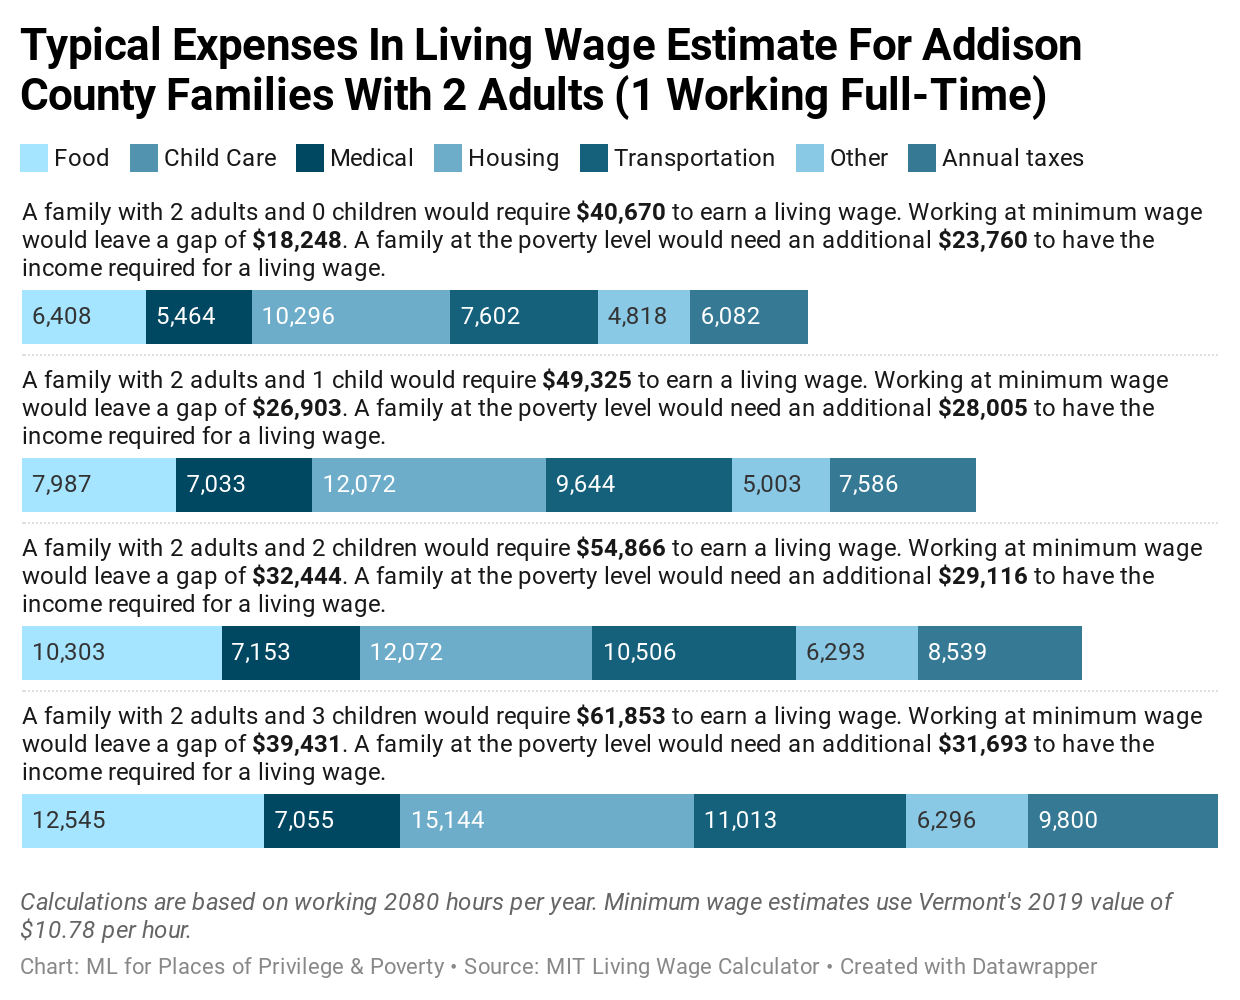 Typical Expenses In Living Wage Estimate For Addison
County Families With 2 Adults (1 Working Full-Time)
Food Child Care Medical Housing Transportation Other Annual taxes
A family with 2 adults and 0 children would require $40,670 to earn a living wage. Working at minimum wage
would leave a gap of $18,248. A family at the poverty level would need an additional $23,760 to have the
income required for a living wage.
6,408 5,464 10,296 7,602 4,818 6,082
A family with 2 adults and 1 child would require $49,325 to earn a living wage. Working at minimum wage
would leave a gap of $26,903. A family at the poverty level would need an additional $28,005 to have the
income required for a living wage.
7,987 7,033 12,072 9,644 5,003 7,586
A family with 2 adults and 2 children would require $54,866 to earn a living wage. Working at minimum wage
would leave a gap of $32,444. A family at the poverty level would need an additional $29,116 to have the
income required for a living wage.
10,303 7,153 12,072 10,506 6,293 8,539
A family with 2 adults and 3 children would require $61,853 to earn a living wage. Working at minimum wage
would leave a gap of $39,431. A family at the poverty level would need an additional $31,693 to have the
income required for a living wage.
12,545 7,055 15,144 11,013 6,296 9,800
Calculations are based on working 2080 hours per year. Minimum wage estimates use Vermont's 2019 value of
$10.78 per hour.
Chart: ML for Places of Privilege & Poverty • Source: MIT Living Wage Calculator • Created with Datawrapper